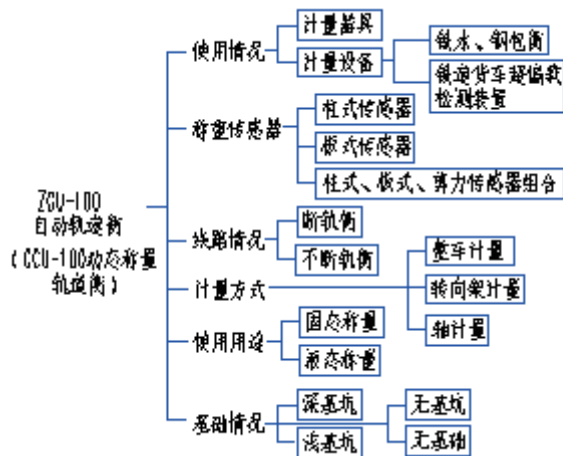 ZGU-100
自动轨道衡
(GCU-100动态称量
轨道衡)
使用情况
计量器具
计量设备
铁水、钢包衡
铁道货车超偏载
检测装置
称重传感器
柱式传感器
板式传感器
柱式、板式、剪力传感器组合
线路情况
断轨衡
不断轨衡
计量方式
整车计量
转向架计量
轴计量
使用用途
固态称量
液态称量
基础情况
深基坑
浅基坑
无基坑
无基础